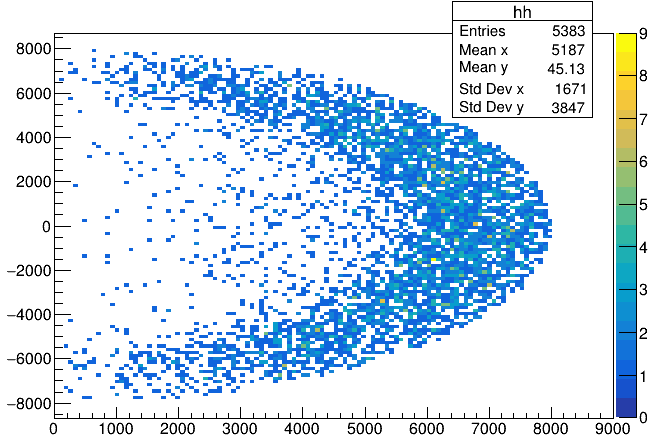 hh
Entries 5383
Mean x 5187
Mean y 45.13
Std Dev x 1671
Std Dev y 3847
8000
6000
4000
2000
0
−2000
−4000
−6000
−8000
0 1000 2000 3000 4000 5000 6000 7000 8000 9000
9
8
7
6
5
4
3
2
1
0